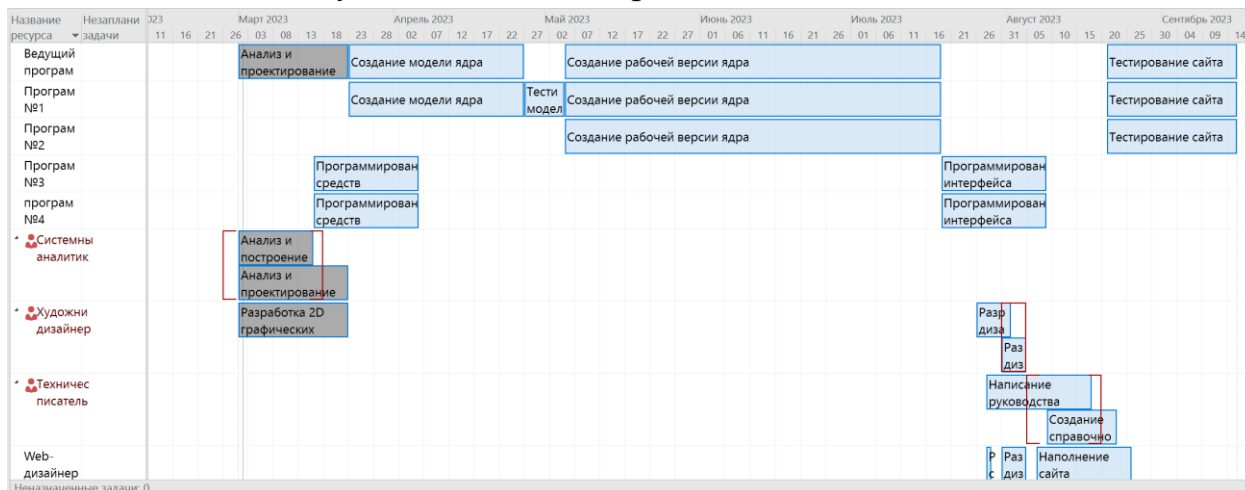 Название Незаплани 023 Март 2023 Апрель 2023 Май 2023 Июнь 2023 Июль 2023 Август 2023 Сентябрь 2023
ресурса задачи 11 16 21 26 03 08 13 18 23 28 02 07 12 17 22 27 02 07 12 17 22 27 01 06 11 16 21 26 01 06 11 16 21 26 31 05 10 15 20 25 30 04 09 14
Ведущий Анализ и
програм проектирование Создание модели ядра Создание рабочей версии ядра Тестирование сайта
Програм Тести
№1 Создание модели ядра модел Создание рабочей версии ядра Тестирование сайта
Програм
№2 Создание рабочей версии ядра Тестирование сайта
Програм Программирован Программирован
№3 средств интерфейса
програм Программирован Программирован
№4 средств интерфейса
Системны Анализ и
аналитик построение
Анализ и
проектирование
Художни Разработка 2D Разр
дизайнер графических диза
Раз
диз
Техничес Написание
писатель руководства
Создание
справочно
Web- Р Раз Наполнение
дизайнер с диз сайта
Неназначенные задачи: 0